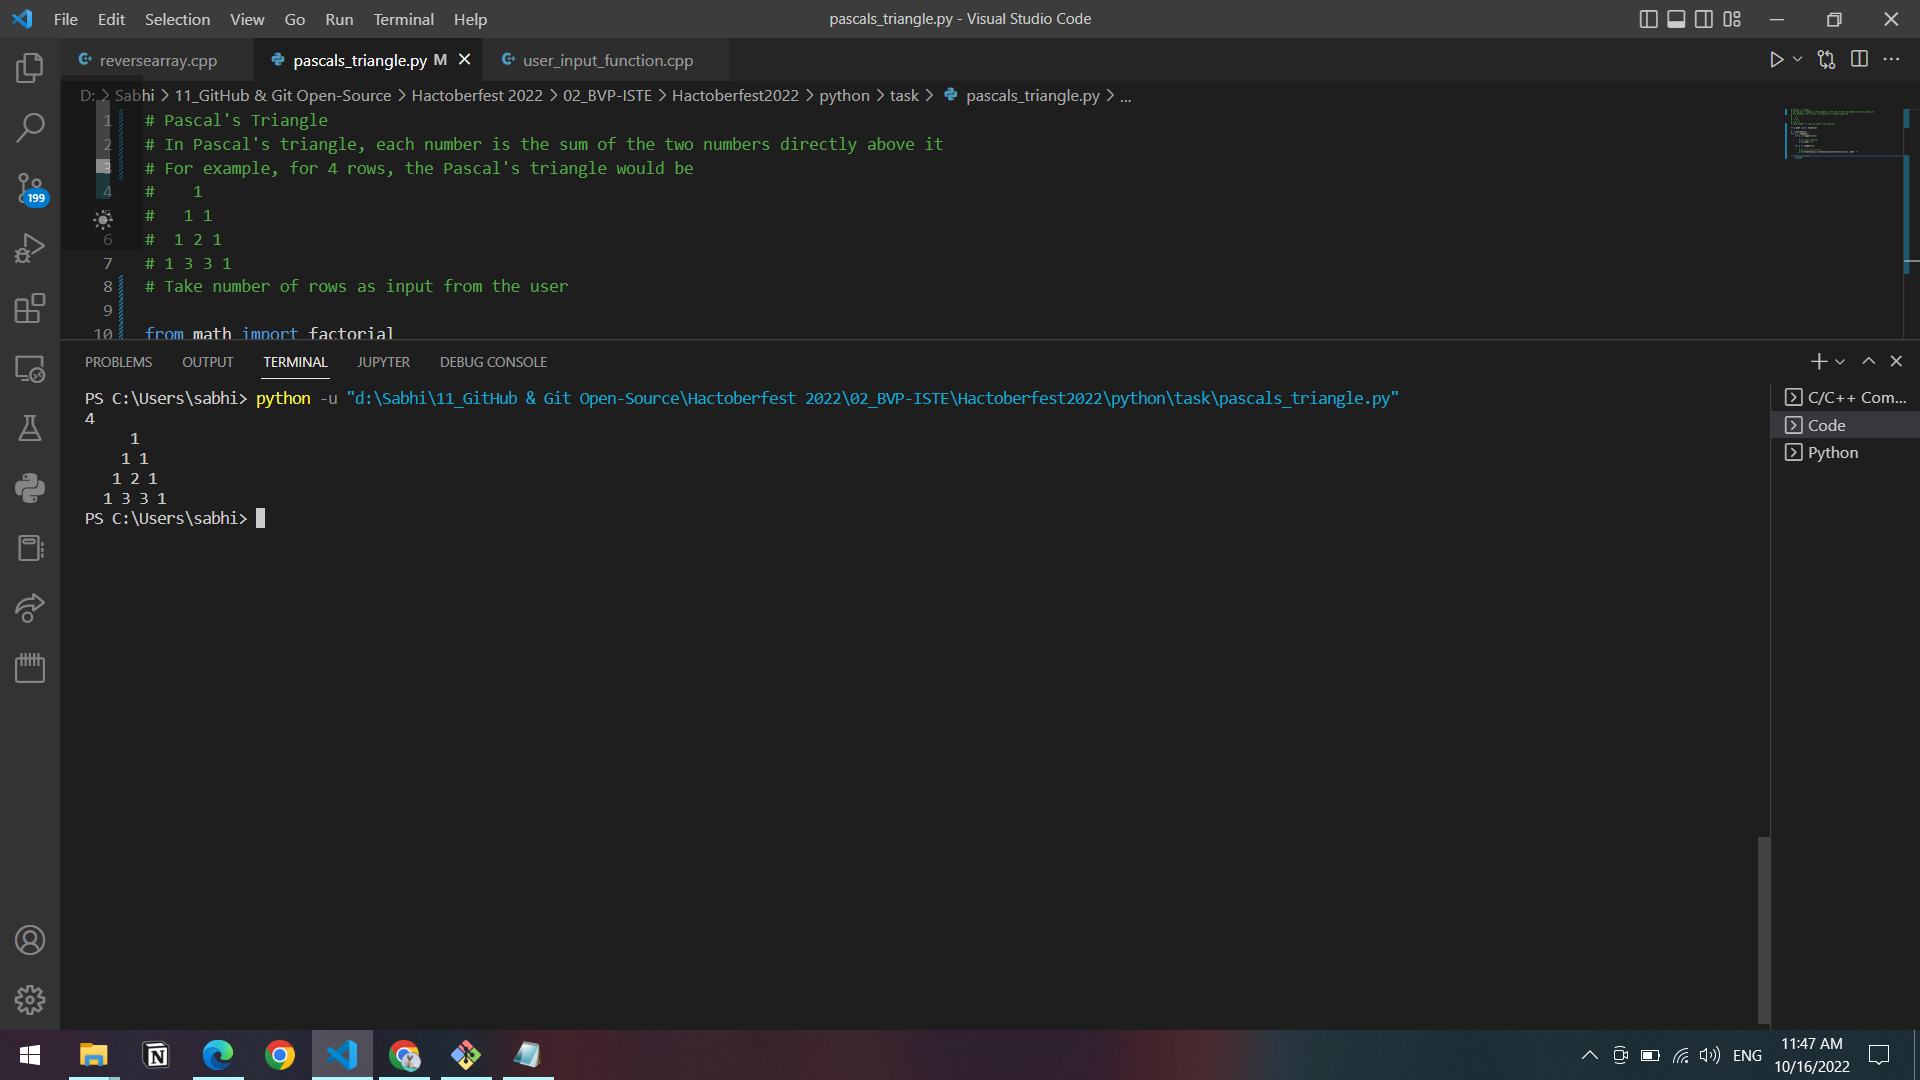 File Edit Selection View Go Run Terminal Help pascals_triangle.py - Visual Studio Code
reversearray.cpp pascals_triangle.py M user_input_function.cpp
D: > Sabhi > 11_GitHub & Git Open-Source > Hactoberfest 2022 > 02_BVP-ISTE > Hactoberfest2022 > python > task > pascals_triangle.py > ...
1 # Pascal's Triangle
2 # In Pascal's triangle, each number is the sum of the two numbers directly above it
3 # For example, for 4 rows, the Pascal's triangle would be
4 #    1
#   1 1
6 #  1 2 1
7 # 1 3 3 1
8 # Take number of rows as input from the user
9
10 from math import factorial
199
PROBLEMS OUTPUT TERMINAL JUPYTER DEBUG CONSOLE
PS C:\Users\sabhi> python -u "d:\Sabhi\11_GitHub & Git Open-Source\Hactoberfest 2022\02_BVP-ISTE\Hactoberfest2022\python\task\pascals_triangle.py"
4
     1
    1 1
   1 2 1
  1 3 3 1
PS C:\Users\sabhi>
C/C++ Com...
Code
Python
ENG
11:47 AM
10/16/2022